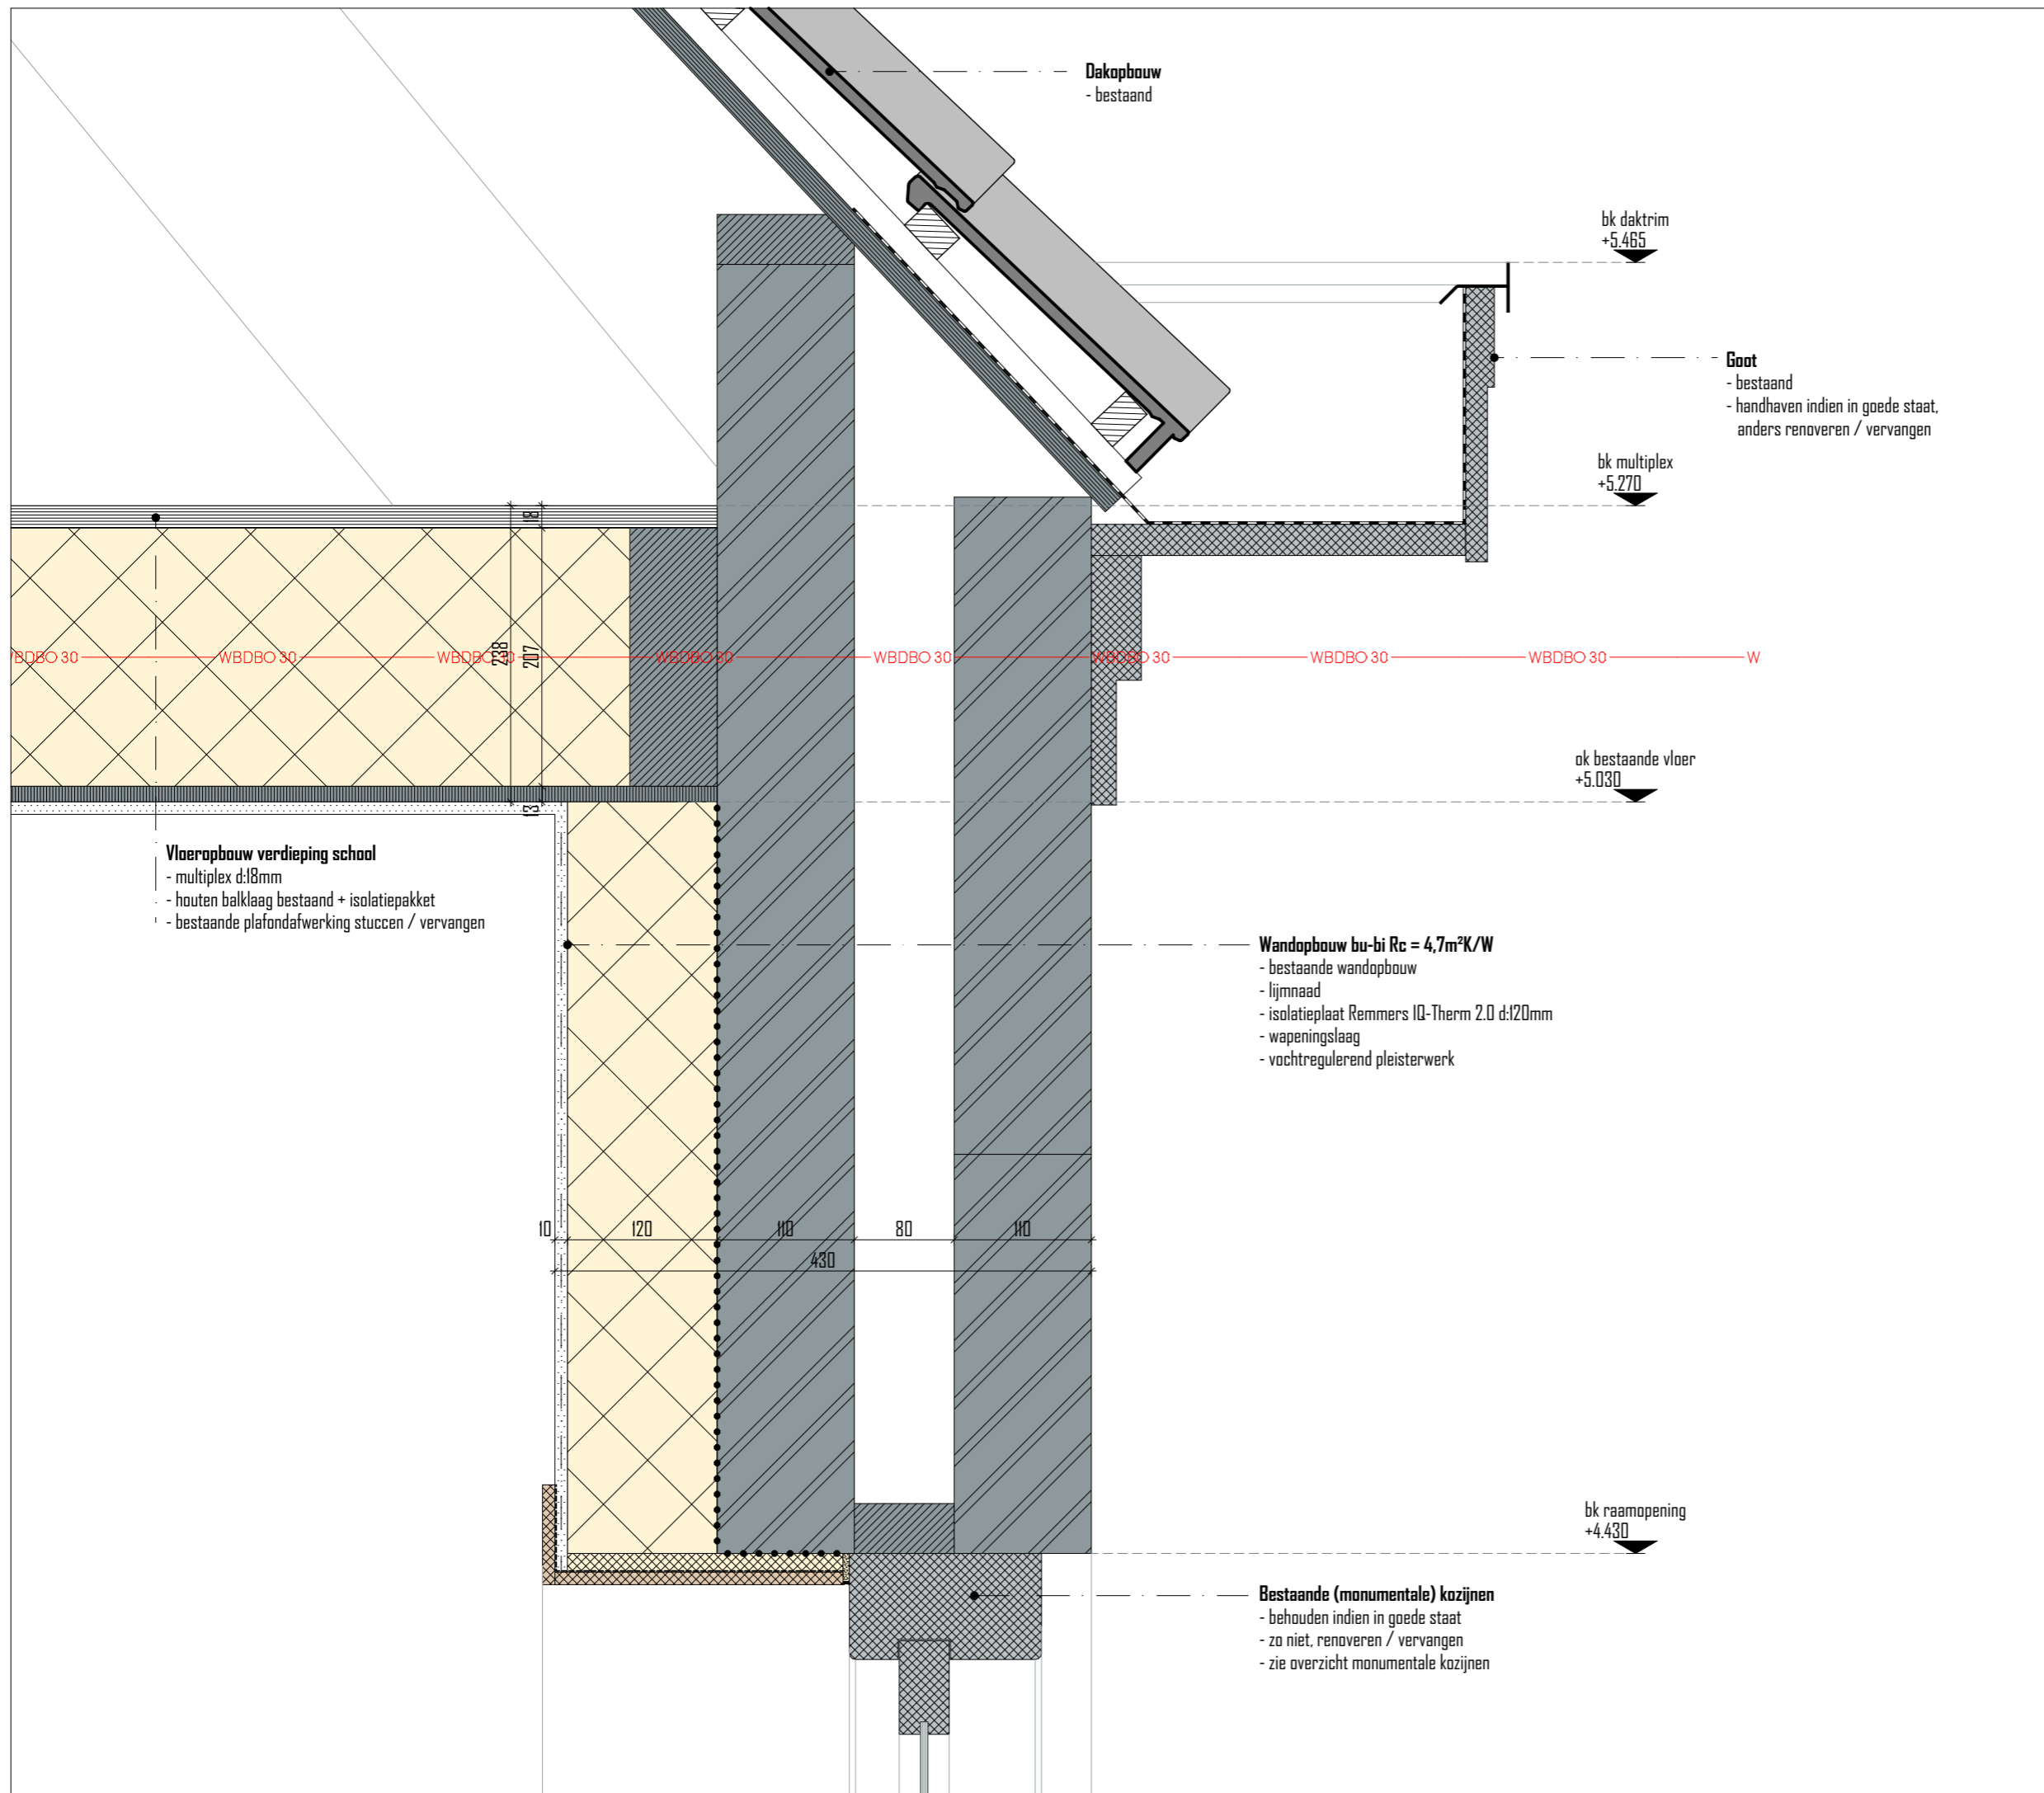 Dakopbouw
- bestaand
bk daktrim
+5.465
Goot
- bestaand
- handhaven indien in goede staat,
anders renoveren / vervangen
bk multiplex
+5.270
18
238
207
13
WBDBO 30 WBDBO 30 WBDBO 30 WBDBO 30 WBDBO 30 WBDBO 30 WBDBO 30 WBDBO 30 W
ok bestaande vloer
+5.030
Vloeropbouw verdieping school
- multiplex d:18mm
- houten balklaag bestaand + isolatiepakket
- bestaande plafondafwerking stuccen / vervangen
Wandopbouw bu-bi Rc = 4,7m²K/W
- bestaande wandopbouw
- lijmnaad
- isolatieplaat Remmers IQ-Therm 2.0 d:120mm
- wapeningslaag
- vochtregulerend pleisterwerk
10 120 110 80 110
430
bk raamopening
+4.430
Bestaande (monumentale) kozijnen
- behouden indien in goede staat
- zo niet, renoveren / vervangen
- zie overzicht monumentale kozijnen